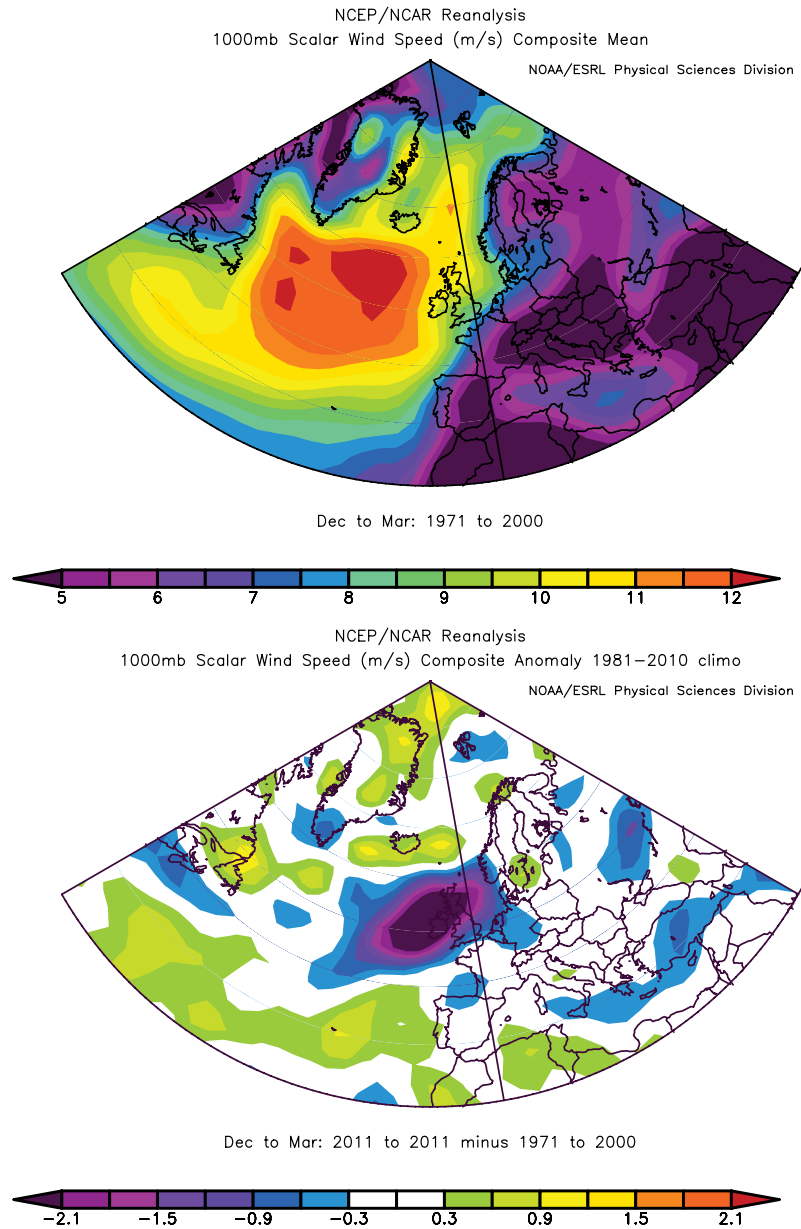 NCEP/NCAR Reanalysis
1000mb Scalar Wind Speed (m/s) Composite Mean
NOAA/ESRL Physical Sciences Division
Dec to Mar: 1971 to 2000
5 6 7 8 9 10 11 12
NCEP/NCAR Reanalysis
1000mb Scalar Wind Speed (m/s) Composite Anomaly 1981−2010 climo
NOAA/ESRL Physical Sciences Division
Dec to Mar: 2011 to 2011 minus 1971 to 2000
−2.1 −1.5 −0.9 −0.3 0.3 0.9 1.5 2.1